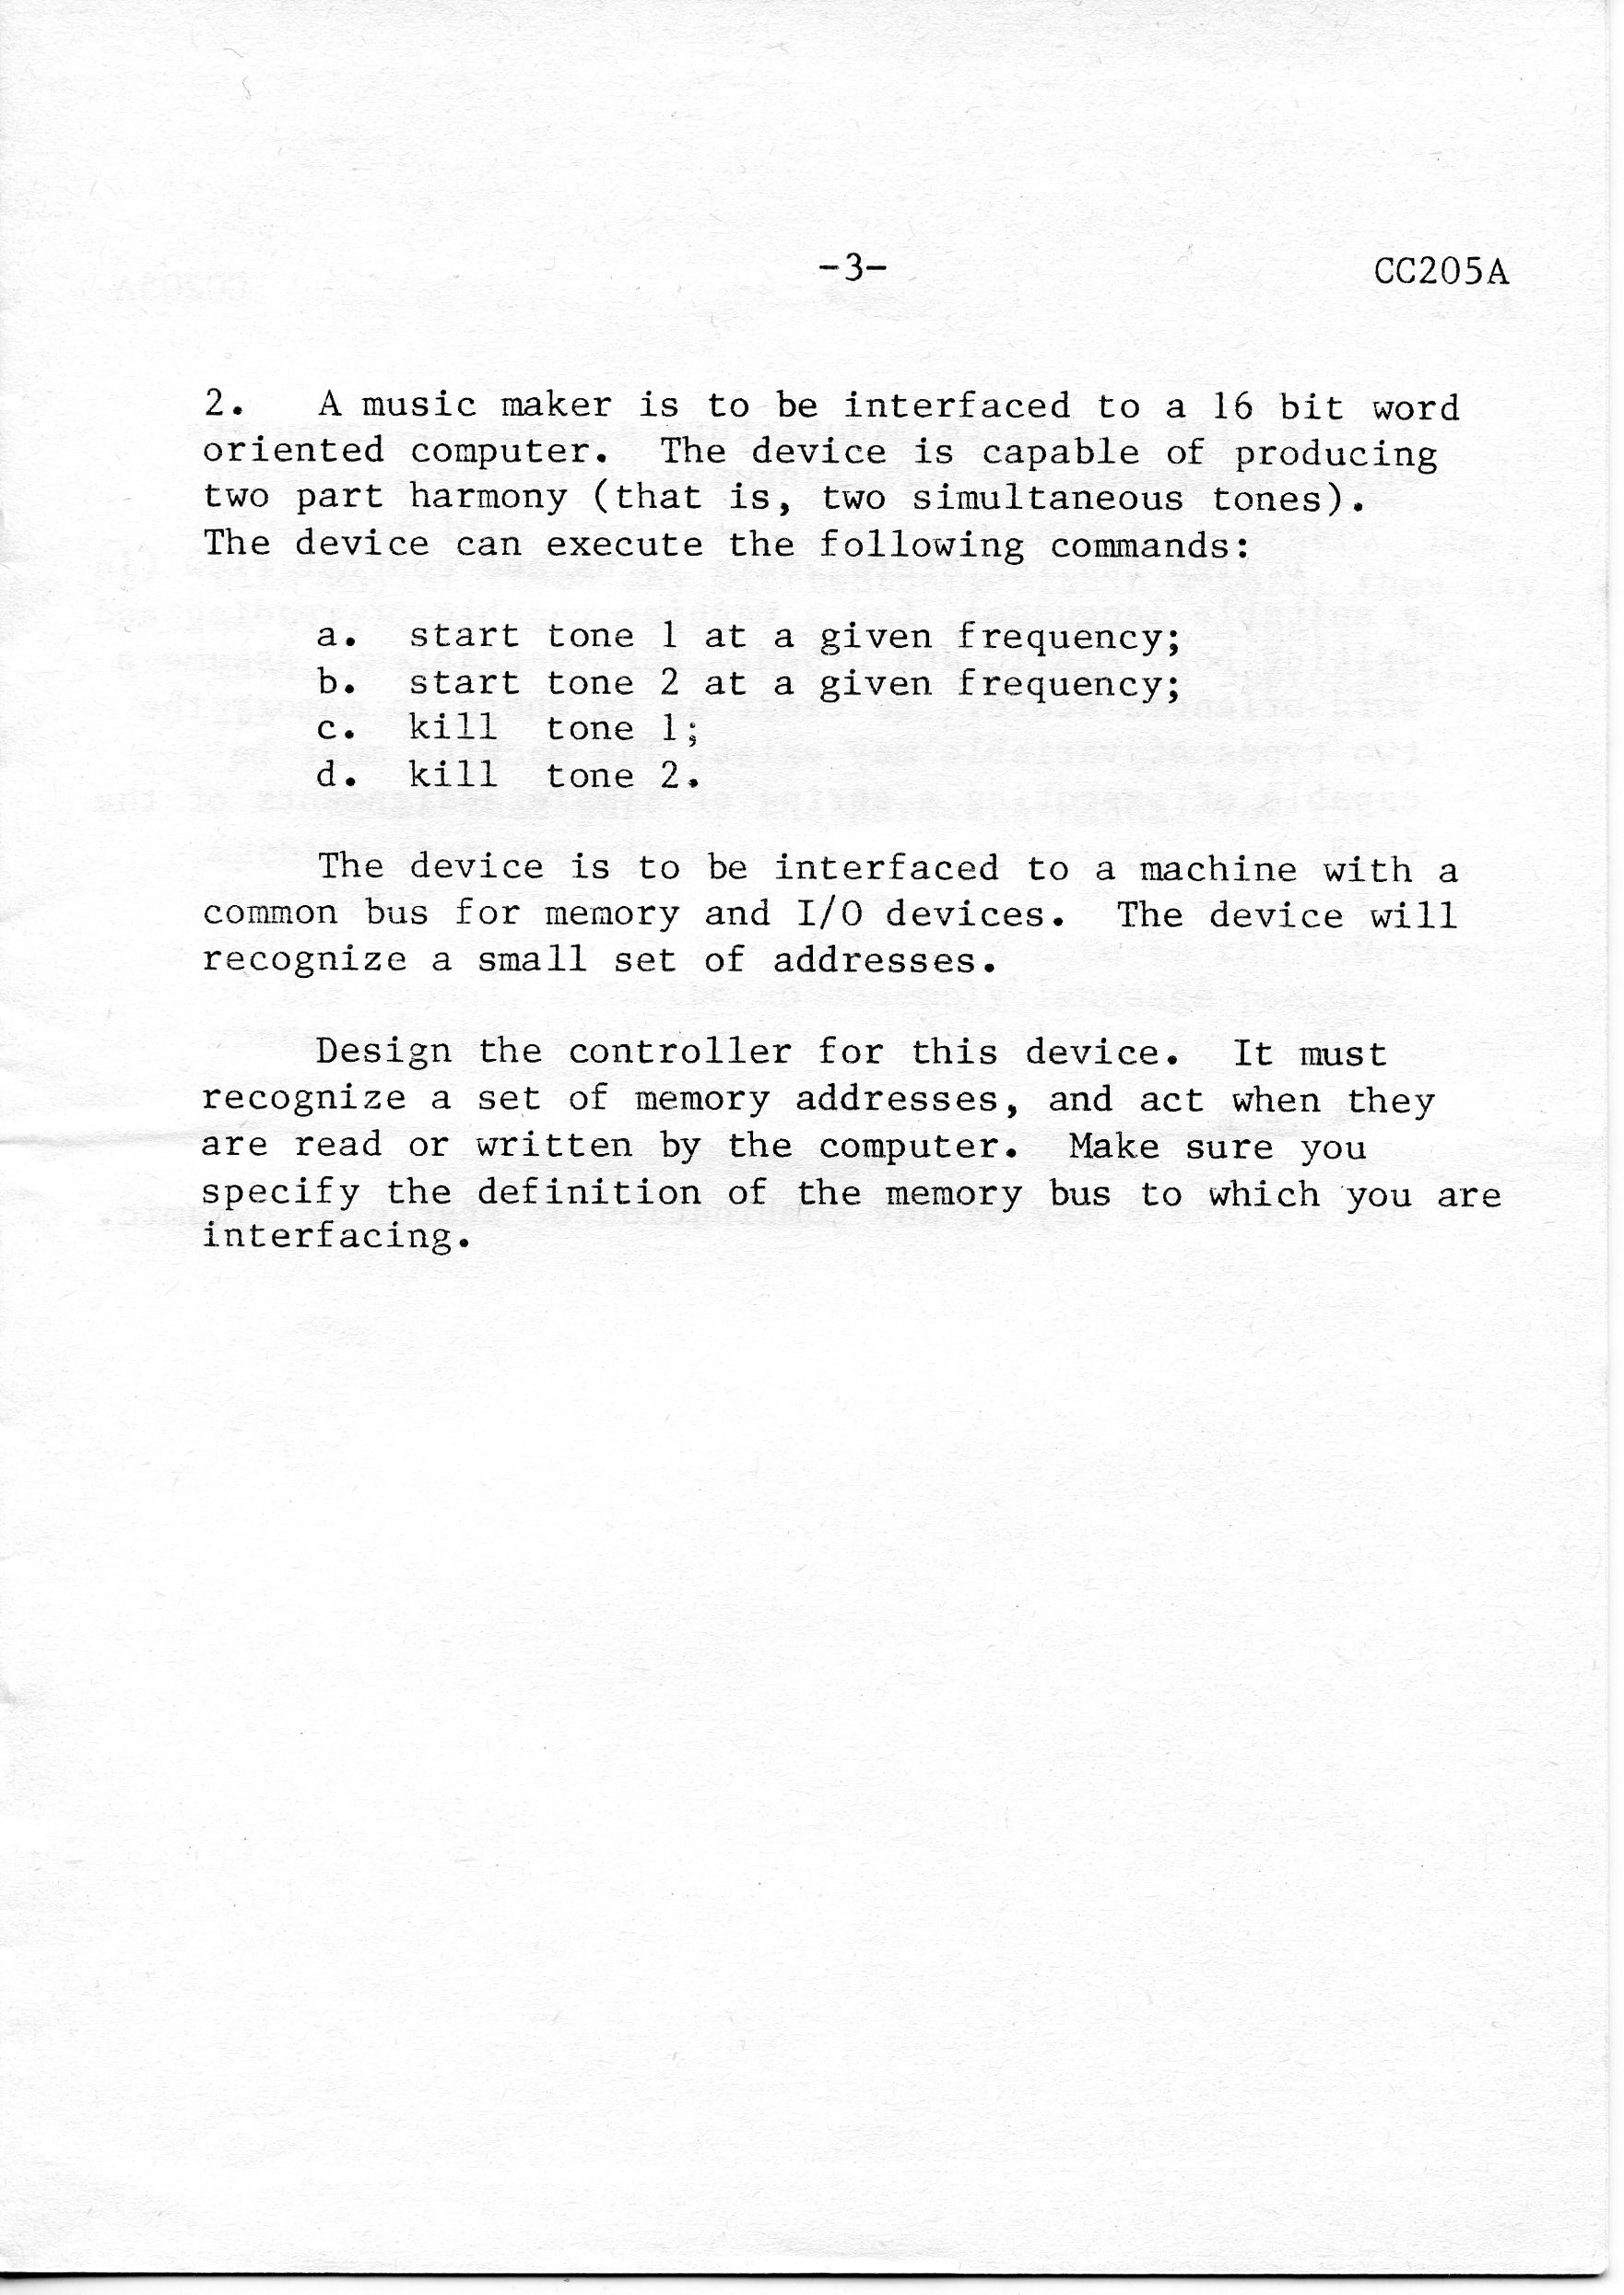 -3-
CC205A
2. A music maker is to be interfaced to a 16 bit word
oriented computer. The device is capable of producing
two part harmony (that is, two simultaneous tones).
The device can execute the following commands:
a. start tone 1 at a given frequency;
b. start tone 2 at a given frequency;
c. kill tone 1;
d. kill tone 2.
The device is to be interfaced to a machine with a
common bus for memory and I/O devices. The device will
recognize a small set of addresses.
Design the controller for this device. It must
recognize a set of memory addresses, and act when they
are read or written by the computer. Make sure you
specify the definition of the memory bus to which you are
interfacing.